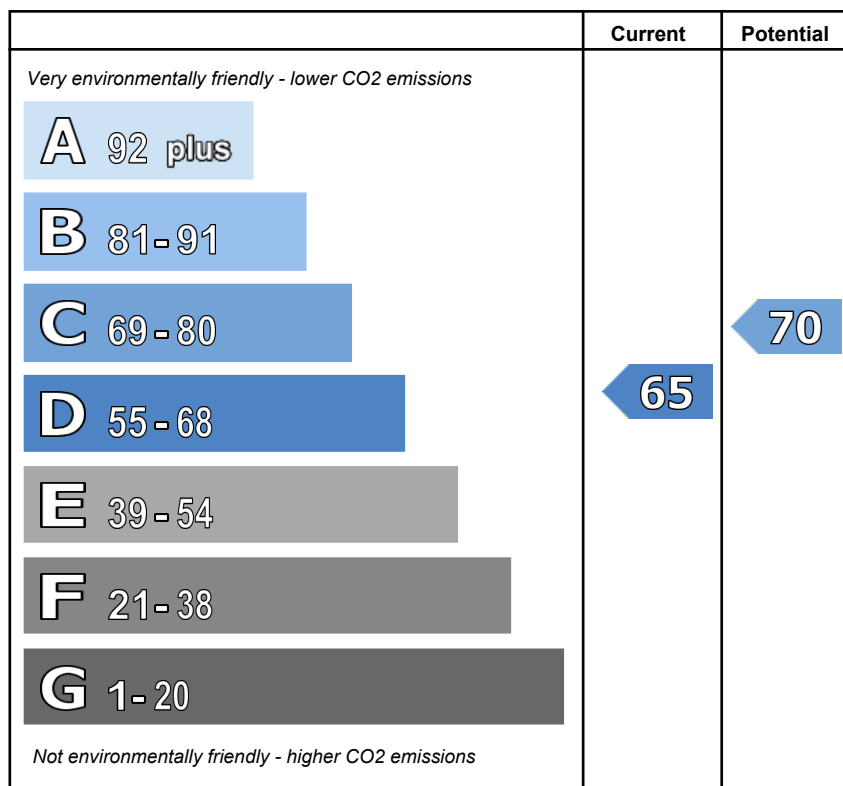 Current Potential
Very environmentally friendly - lower CO2 emissions
A 92 plus
B 81-91
C 69-80
70
D 55-68
65
E 39-54
F 21-38
G 1-20
Not environmentally friendly - higher CO2 emissions